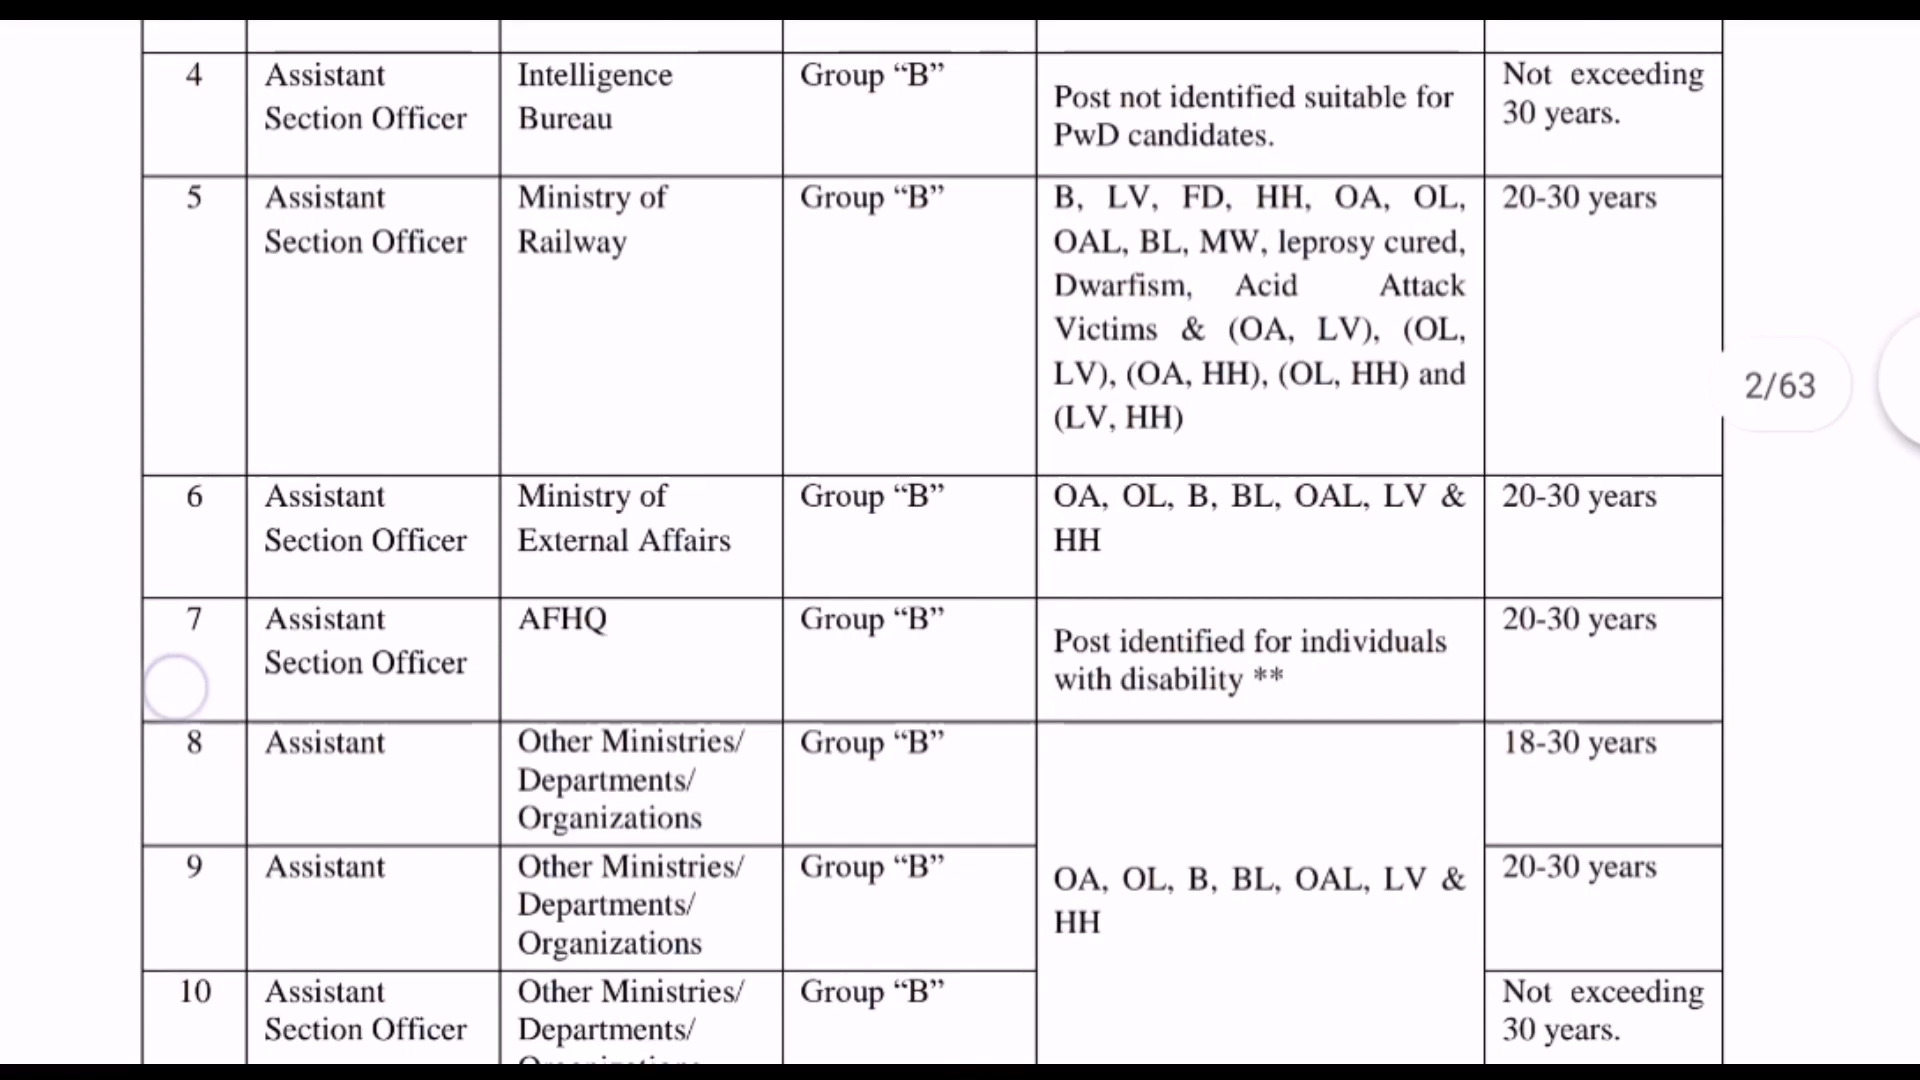 4 Assistant Section Officer Intelligence Bureau Group “B” Post not identified suitable for PwD candidates. Not exceeding 30 years.
5 Assistant Section Officer Ministry of Railway Group “B” B, LV, FD, HH, OA, OL, OAL, BL, MW, leprosy cured, Dwarfism, Acid Attack Victims & (OA, LV), (OL, LV), (OA, HH), (OL, HH) and (LV, HH) 20-30 years
2/63
6 Assistant Section Officer Ministry of External Affairs Group “B” OA, OL, B, BL, OAL, LV & HH 20-30 years
7 Assistant Section Officer AFHQ Group “B” Post identified for individuals with disability ** 20-30 years
8 Assistant Other Ministries/ Departments/ Organizations Group “B” 18-30 years
9 Assistant Other Ministries/ Departments/ Organizations Group “B” OA, OL, B, BL, OAL, LV & HH 20-30 years
10 Assistant Section Officer Other Ministries/ Departments/ Group “B” Not exceeding 30 years.